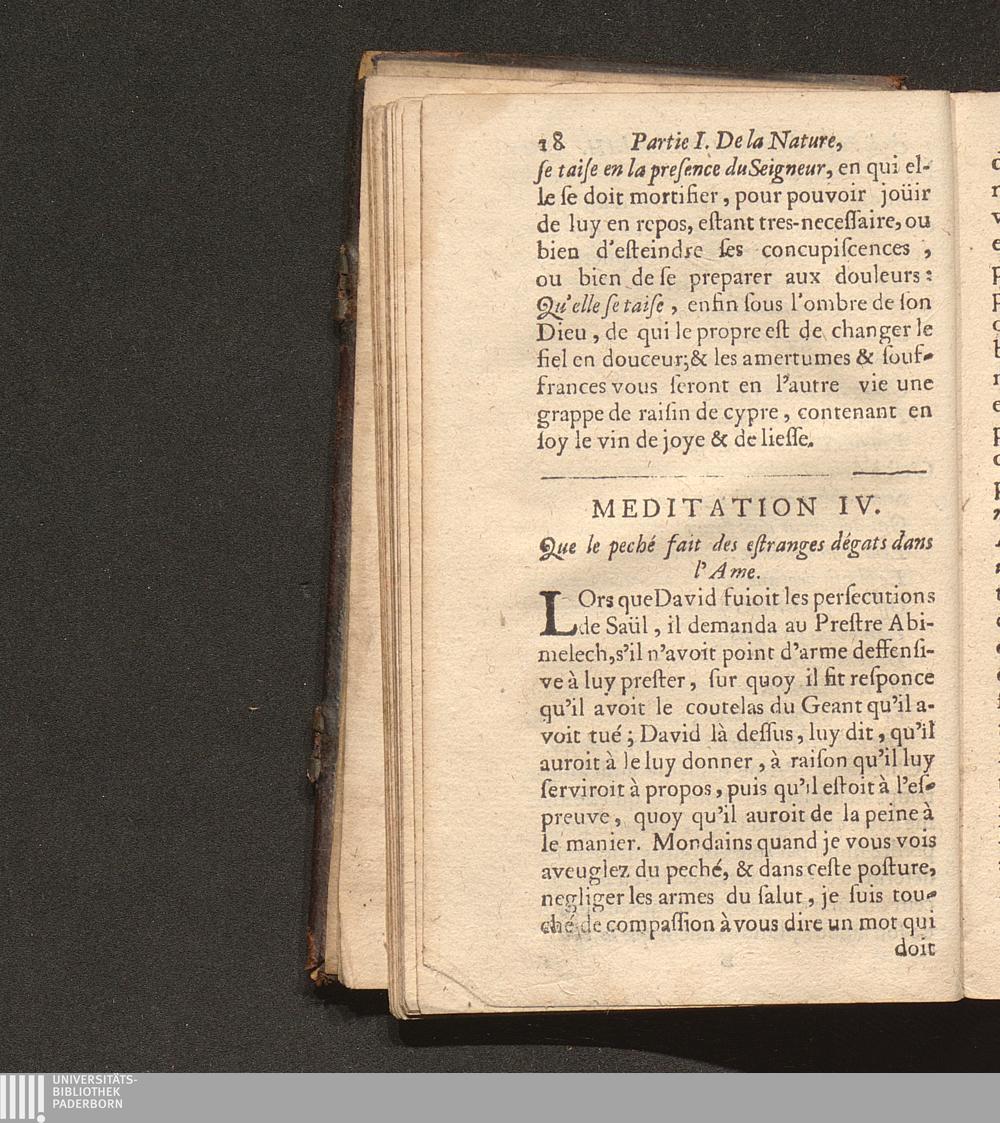 18 Partie I. De la Nature,
ſe taiſe en la preſence du Seigneur, en qui el-
le ſe doit mortifier, pour pouvoir joüir
de luy en repos, eſtant tres-neceſſaire, ou
bien d'eſteindre ſes concupiſcences,
ou bien de ſe preparer aux douleurs:
Qu'elle ſe taiſe, enfin ſous l'ombre de ſon
Dieu, de qui le propre eſt de changer le
fiel en douceur; & les amertumes & ſouf-
frances vous ſeront en l'autre vie une
grappe de raiſin de cypre, contenant en
ſoy le vin de joye & de lieſſe.
MEDITATION IV.
Que le peché fait des eſtranges dégats dans
l'Ame.
LOrs que David fuioit les perſecutions
de Saül, il demanda au Preſtre Abi-
melech, s'il n'avoit point d'arme deffenſi-
ve à luy preſter, ſur quoy il fit reſponce
qu'il avoit le coutelas du Geant qu'il a-
voit tué; David là deſſus, luy dit, qu'il
auroit à le luy donner, à raiſon qu'il luy
ſerviroit à propos, puis qu'il eſtoit à l'eſ-
preuve, quoy qu'il auroit de la peine à
le manier. Mondains quand je vous vois
aveuglez du peché, & dans ceſte poſture,
negliger les armes du ſalut, je ſuis tou-
ché de compaſſion à vous dire un mot qui
doit
UNIVERSITÄTS-
BIBLIOTHEK
PADERBORN